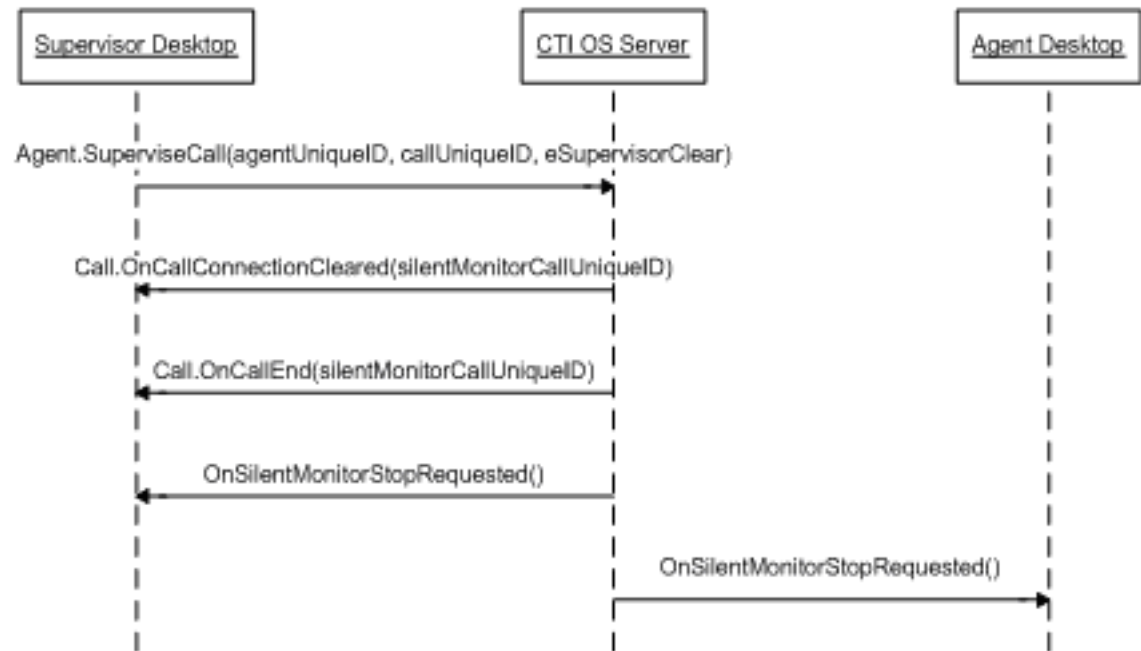 Supervisor Desktop
CTI OS Server
Agent Desktop
Agent.SuperviseCall(agentUniqueID, callUniqueID, eSupervisorClear)
Call.OnCallConnectionCleared(silentMonitorCallUniqueID)
Call.OnCallEnd(silentMonitorCallUniqueID)
OnSilentMonitorStopRequested()
OnSilentMonitorStopRequested()